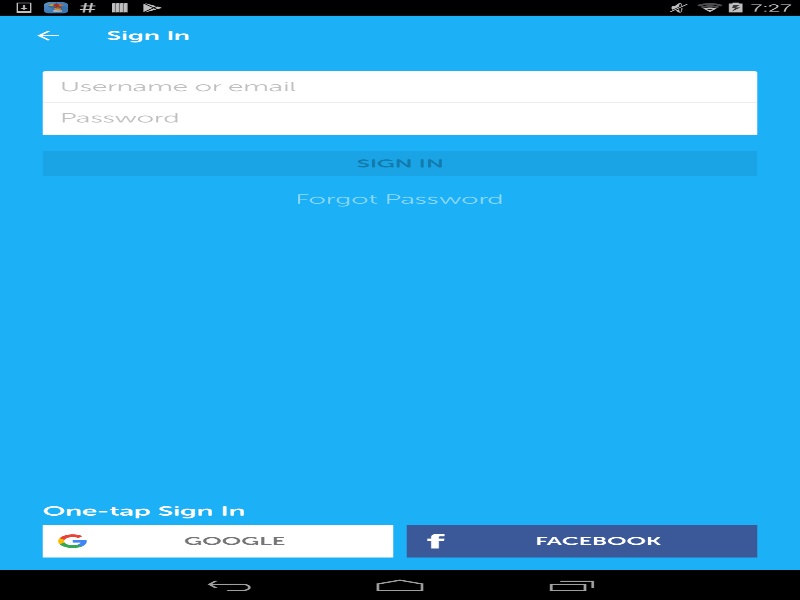 7:27
Sign In
Username or email
Password
SIGN IN
Forgot Password
One-tap Sign In
GOOGLE
FACEBOOK